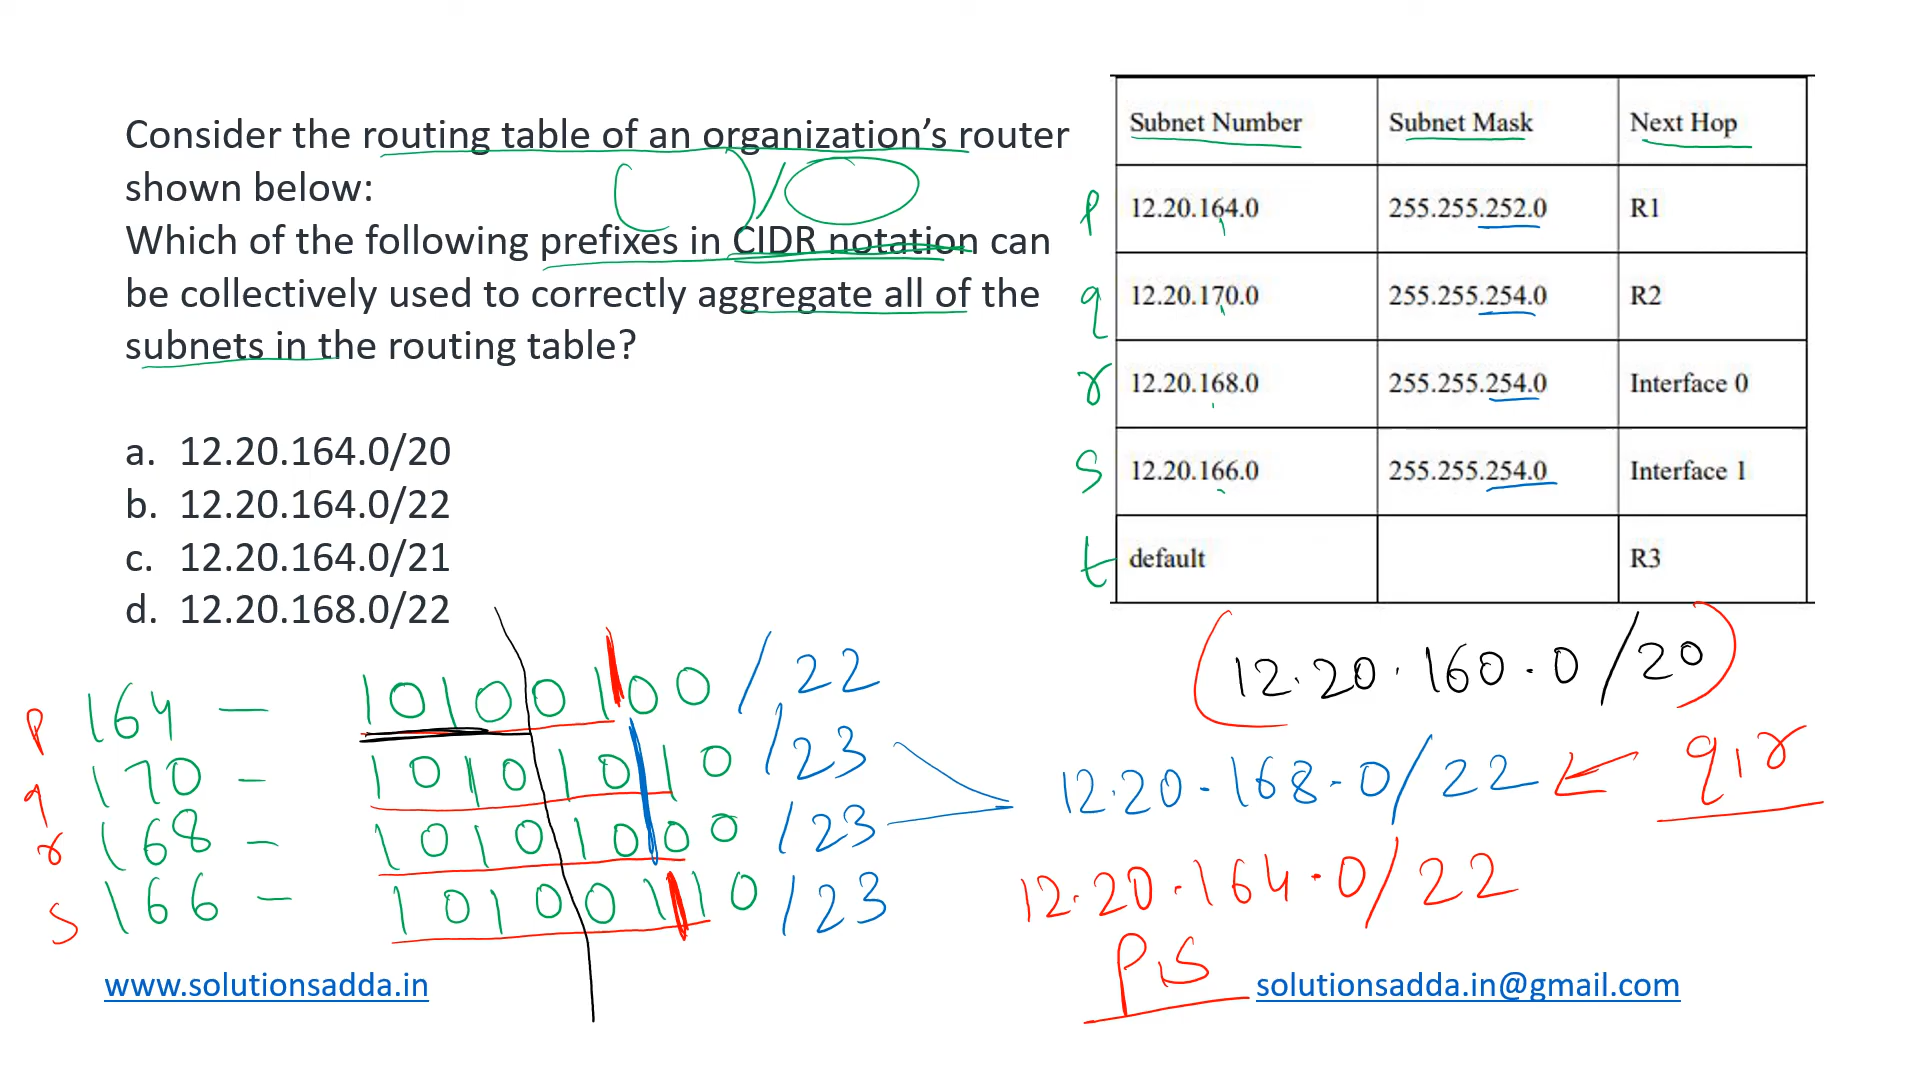 Consider the routing table of an organization’s router
shown below:
Which of the following prefixes in CIDR notation can
be collectively used to correctly aggregate all of the
subnets in the routing table?
a. 12.20.164.0/20
b. 12.20.164.0/22
c. 12.20.164.0/21
d. 12.20.168.0/22
Subnet Number Subnet Mask Next Hop
p 12.20.164.0 255.255.252.0 R1
q 12.20.170.0 255.255.254.0 R2
r 12.20.168.0 255.255.254.0 Interface 0
s 12.20.166.0 255.255.254.0 Interface 1
t default R3
p 164 - 10100100 /22
q 170 - 10101010 /23
r 168 - 10101000 /23
s 166 - 10100110 /23
(12.20.160.0/20)
12.20.168.0/22 ← q,r
12.20.164.0/22
P,S
www.solutionsadda.in
solutionsadda.in@gmail.com